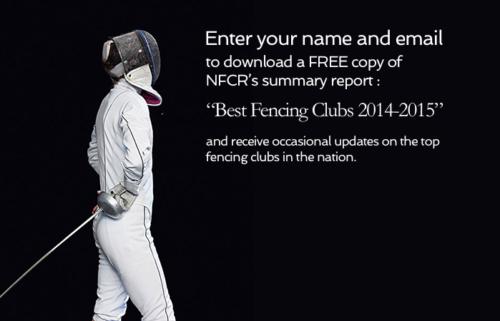 Enter your name and email
to download a FREE copy of
NFCR's summary report :
“Best Fencing Clubs 2014-2015”
and receive occasional updates on the top
fencing clubs in the nation.